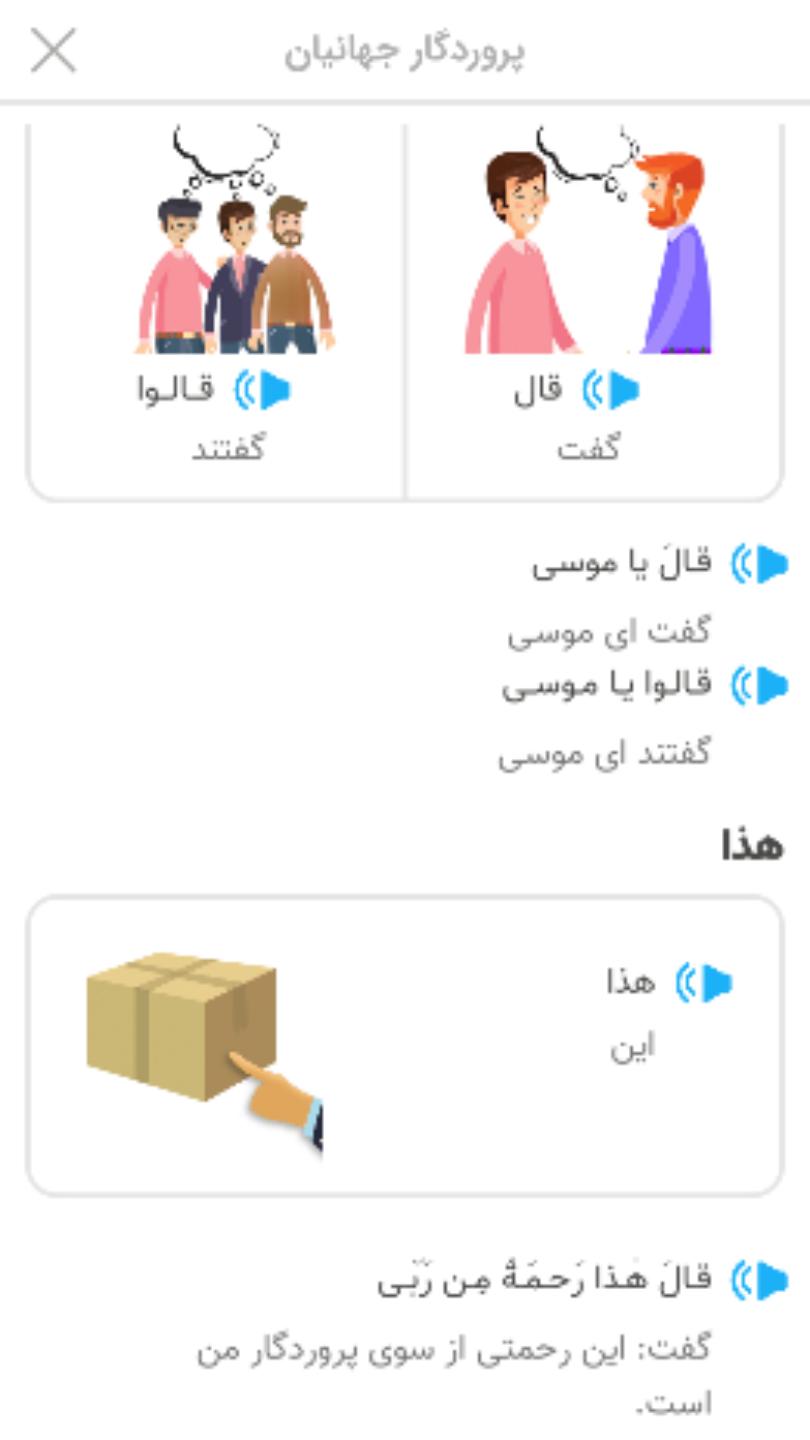 پروردگار جهانیان
قال
گفت
قالوا
گفتند
قالَ یا موسی
گفت ای موسی
قالوا یا موسی
گفتند ای موسی
هذا
هذا
این
قالَ هَذا رَحمَةٌ مِن رَّبّی
گفت: این رحمتی از سوی پروردگار من
است.